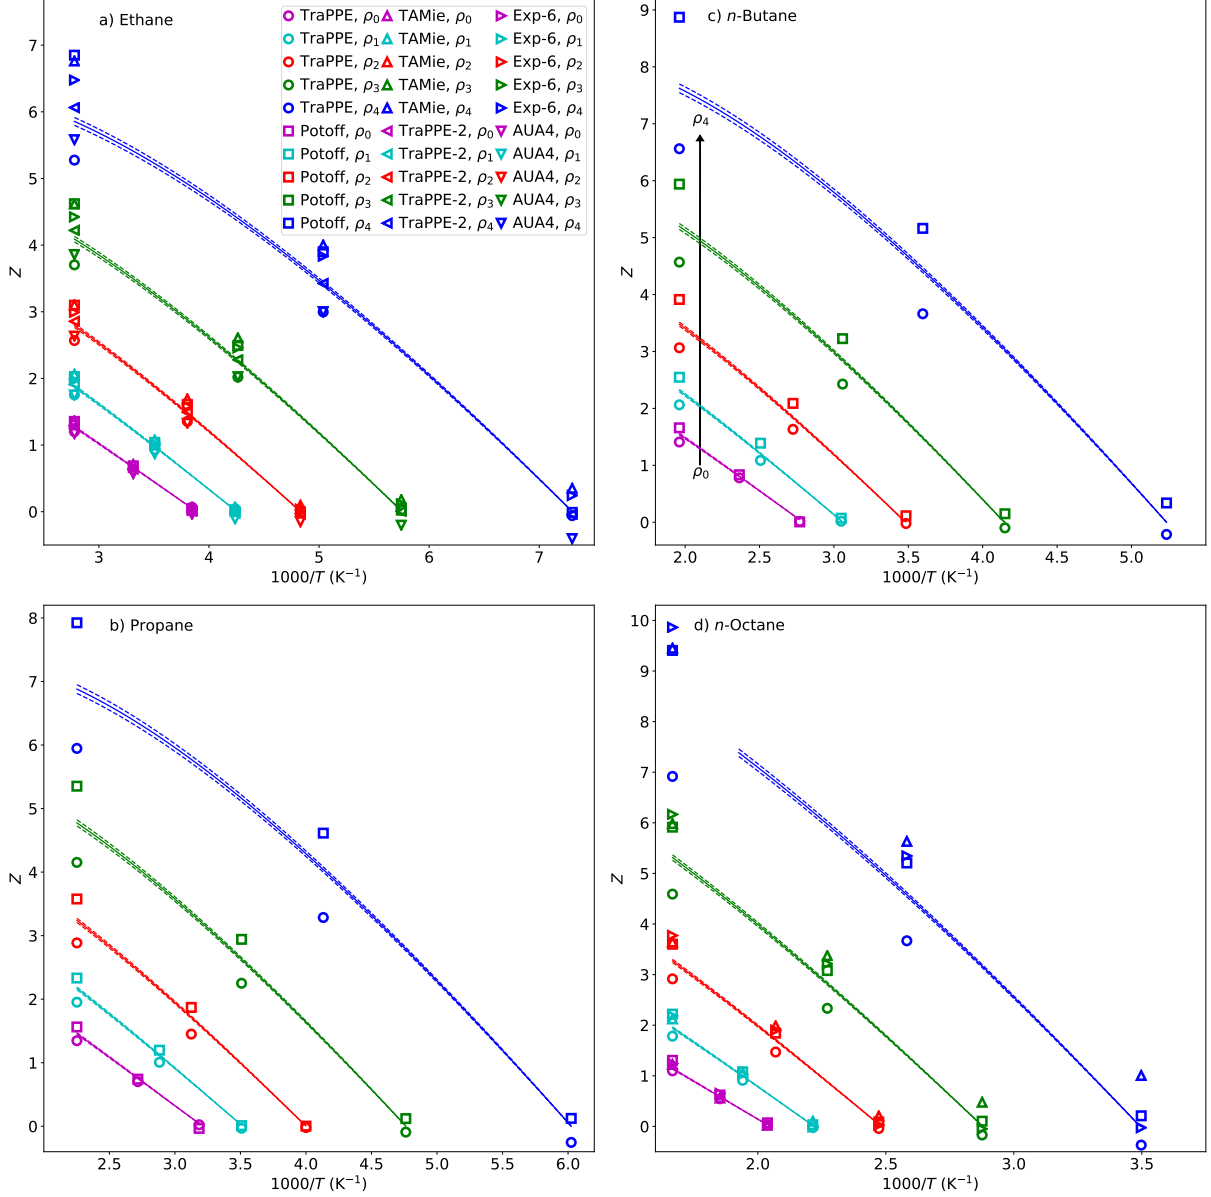 a) Ethane
TraPPE, ρ₀ TAMie, ρ₀ Exp-6, ρ₀
TraPPE, ρ₁ TAMie, ρ₁ Exp-6, ρ₁
TraPPE, ρ₂ TAMie, ρ₂ Exp-6, ρ₂
TraPPE, ρ₃ TAMie, ρ₃ Exp-6, ρ₃
TraPPE, ρ₄ TAMie, ρ₄ Exp-6, ρ₄
Potoff, ρ₀ TraPPE-2, ρ₀ AUA4, ρ₀
Potoff, ρ₁ TraPPE-2, ρ₁ AUA4, ρ₁
Potoff, ρ₂ TraPPE-2, ρ₂ AUA4, ρ₂
Potoff, ρ₃ TraPPE-2, ρ₃ AUA4, ρ₃
Potoff, ρ₄ TraPPE-2, ρ₄ AUA4, ρ₄
7
6
5
4
3
2
1
0
Z
3 4 5 6 7
1000/T (K⁻¹)
c) n-Butane
9
8
7
6
5
4
3
2
1
0
Z
ρ₄
ρ₀
2.0 2.5 3.0 3.5 4.0 4.5 5.0
1000/T (K⁻¹)
b) Propane
8
7
6
5
4
3
2
1
0
Z
2.5 3.0 3.5 4.0 4.5 5.0 5.5 6.0
1000/T (K⁻¹)
d) n-Octane
10
9
8
7
6
5
4
3
2
1
0
Z
2.0 2.5 3.0 3.5
1000/T (K⁻¹)